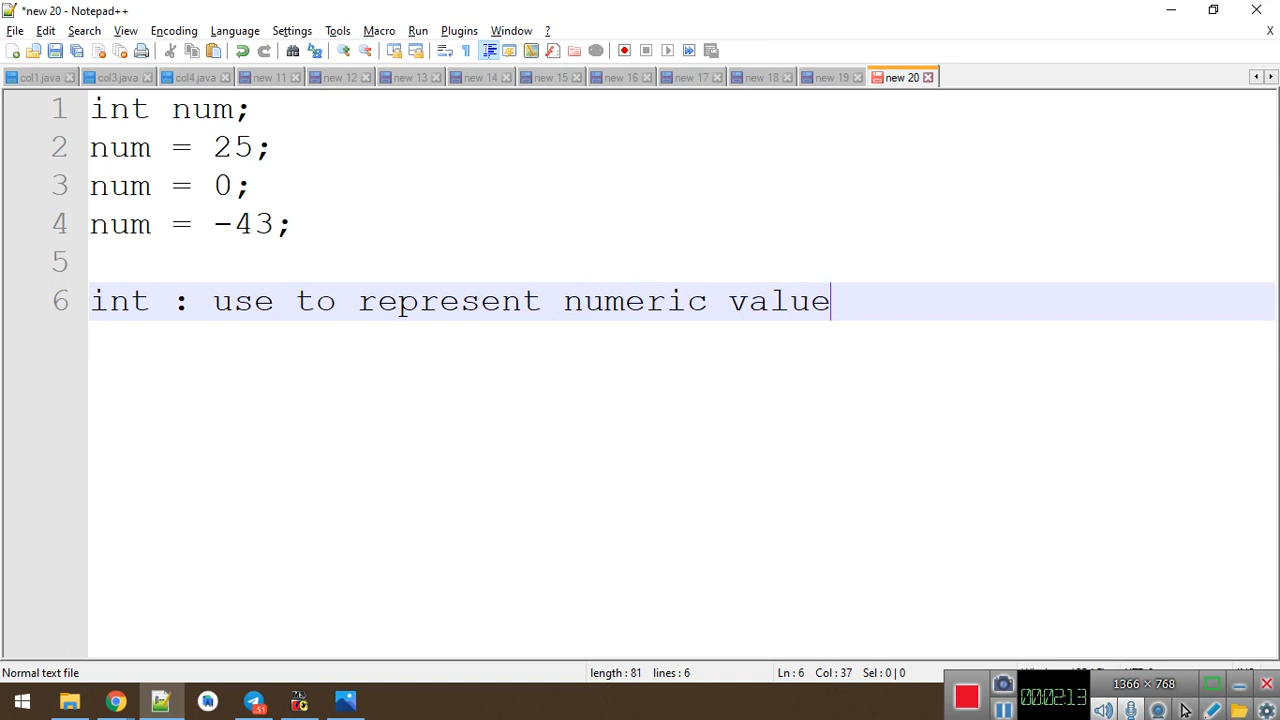 *new 20 - Notepad++
File Edit Search View Encoding Language Settings Tools Macro Run Plugins Window ?
X
col1.java col3.java col4.java new 11 new 12 new 13 new 14 new 15 new 16 new 17 new 18 new 19 new 20
1 int num;
2 num = 25;
3 num = 0;
4 num = -43;
5
6 int : use to represent numeric value
Normal text file length : 81 lines : 6 Ln : 6 Col : 37 Sel : 0 | 0
1366 × 768
00:02:13
51